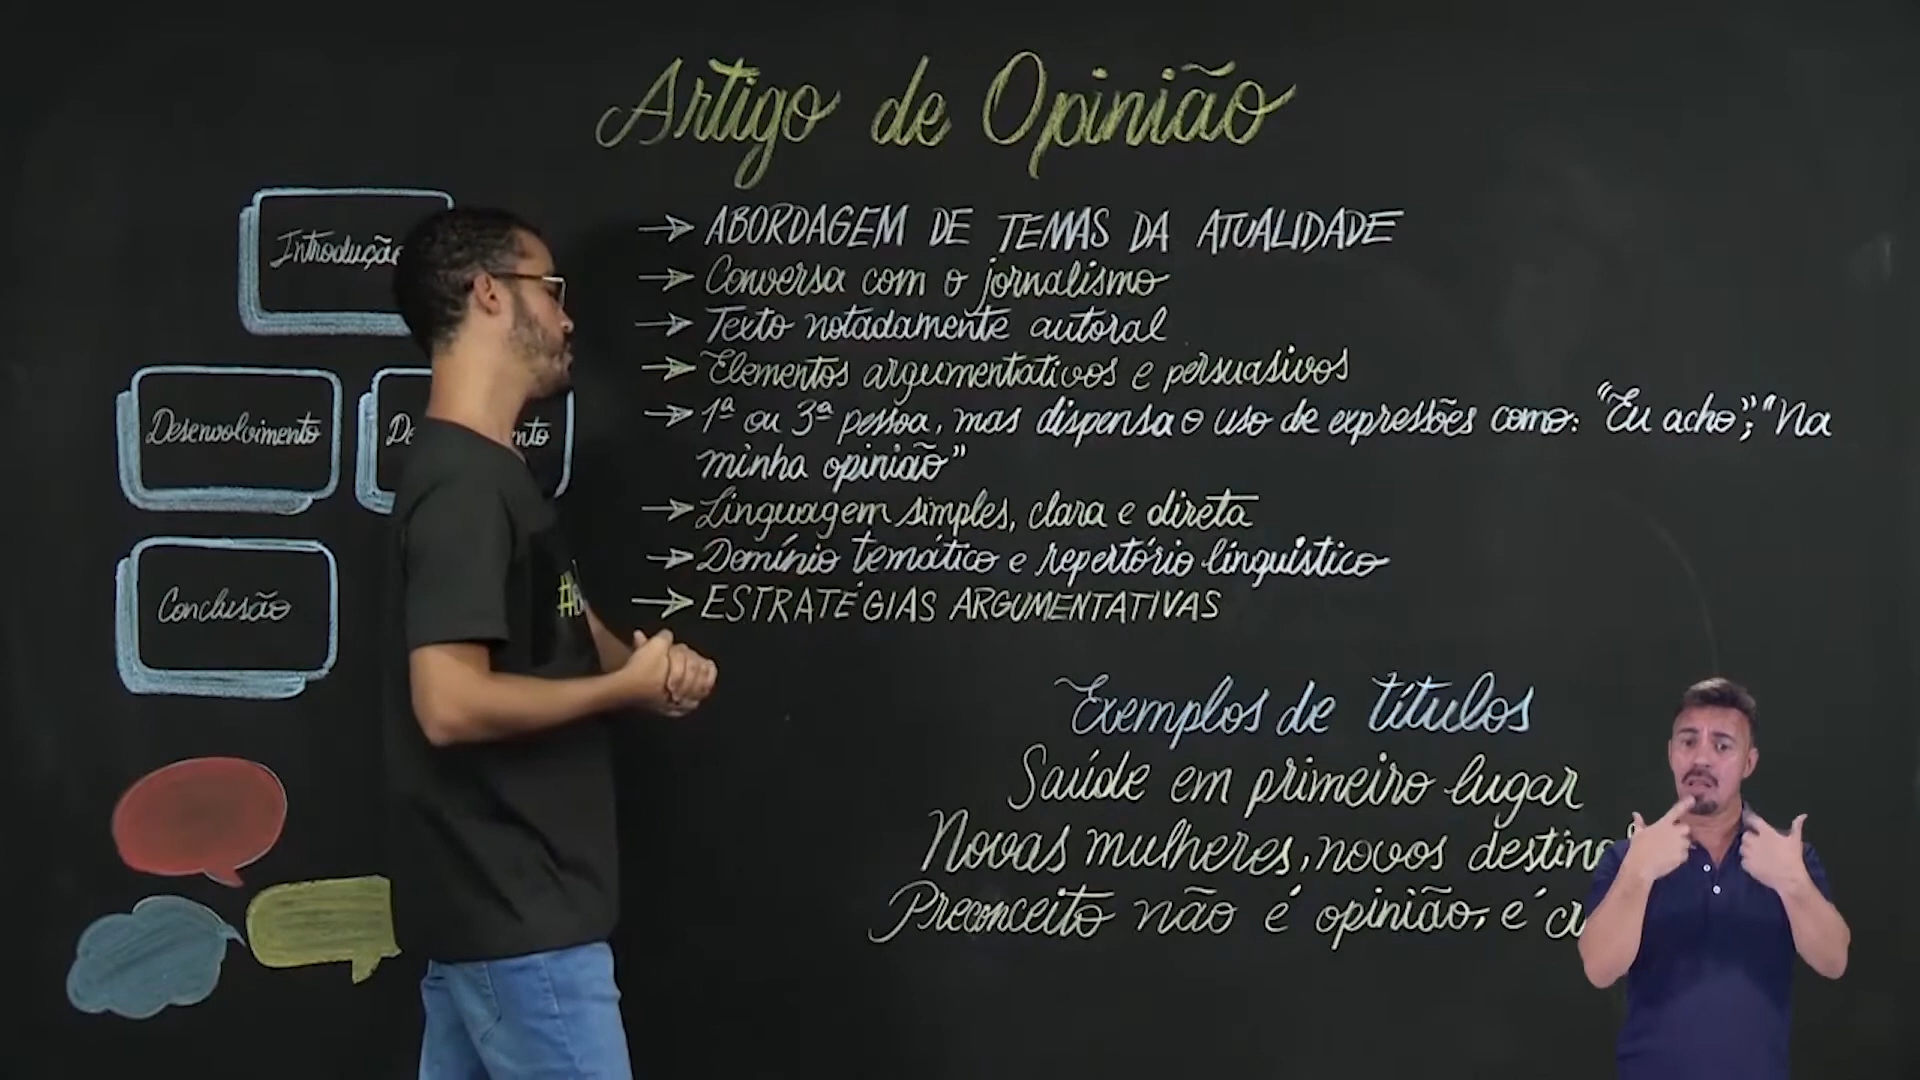 Artigo de Opinião
Introdução
→ ABORDAGEM DE TEMAS DA ATUALIDADE
→ Conversa com o jornalismo
→ Texto notadamente autoral
→ Elementos argumentativos e persuasivos
→ 1ª ou 3ª pessoa, mas dispensa o uso de expressões como: "Eu acho"; "Na
minha opinião"
→ Linguagem simples, clara e direta
→ Domínio temático e repertório linguístico
→ ESTRATÉGIAS ARGUMENTATIVAS
Desenvolvimento
Conclusão
Exemplos de títulos
Saúde em primeiro lugar
Novas mulheres, novos
Preconceito não é opinião, é